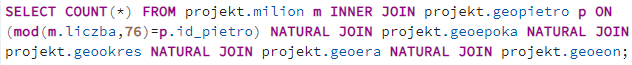 SELECT COUNT(*) FROM projekt.milion m INNER JOIN projekt.geopietro p ON
(mod(m.liczba,76)=p.id_pietro) NATURAL JOIN projekt.geoepoka NATURAL JOIN
projekt.geookres NATURAL JOIN projekt.geoera NATURAL JOIN projekt.geoeon;